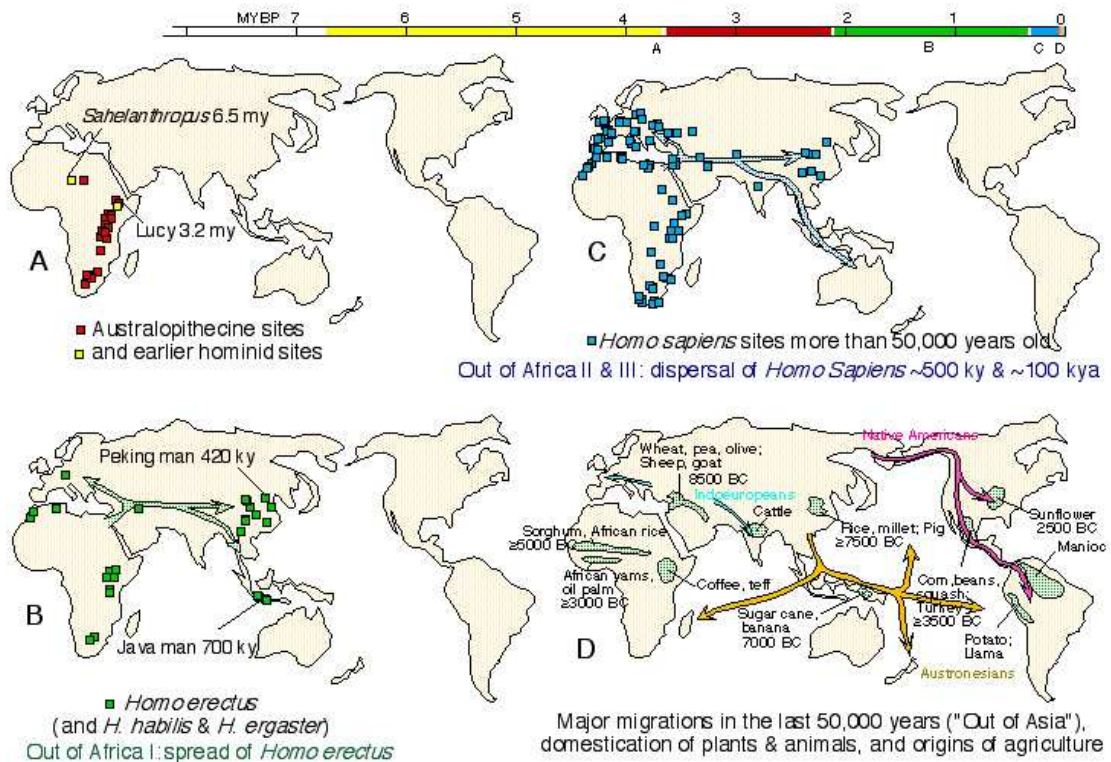 MYBP 7 6 5 4 3 2 1 0
A B C D
Sahelanthropus 6.5 my
Lucy 3.2 my
A
Australopithecine sites
and earlier hominid sites
C
Homo sapiens sites more than 50,000 years old
Out of Africa II & III: dispersal of Homo Sapiens ~500 ky & ~100 kya
Peking man 420 ky
B
Java man 700 ky
Homo erectus
(and H. habilis & H. ergaster)
Out of Africa I: spread of Homo erectus
Native Americans
Wheat, pea, olive;
Sheep, goat
8500 BC
Indoeuropeans
Cattle
Rice, millet; Pig
≥7500 BC
Sunflower
2500 BC
Sorghum, African rice
≥5000 BC
African yams,
oil palm
≥3000 BC
Coffee, teff
Sugar cane,
banana
7000 BC
Corn, beans,
squash;
Turkey
≥3500 BC
Manioc
Potato;
Llama
D
Austronesians
Major migrations in the last 50,000 years ("Out of Asia"),
domestication of plants & animals, and origins of agriculture